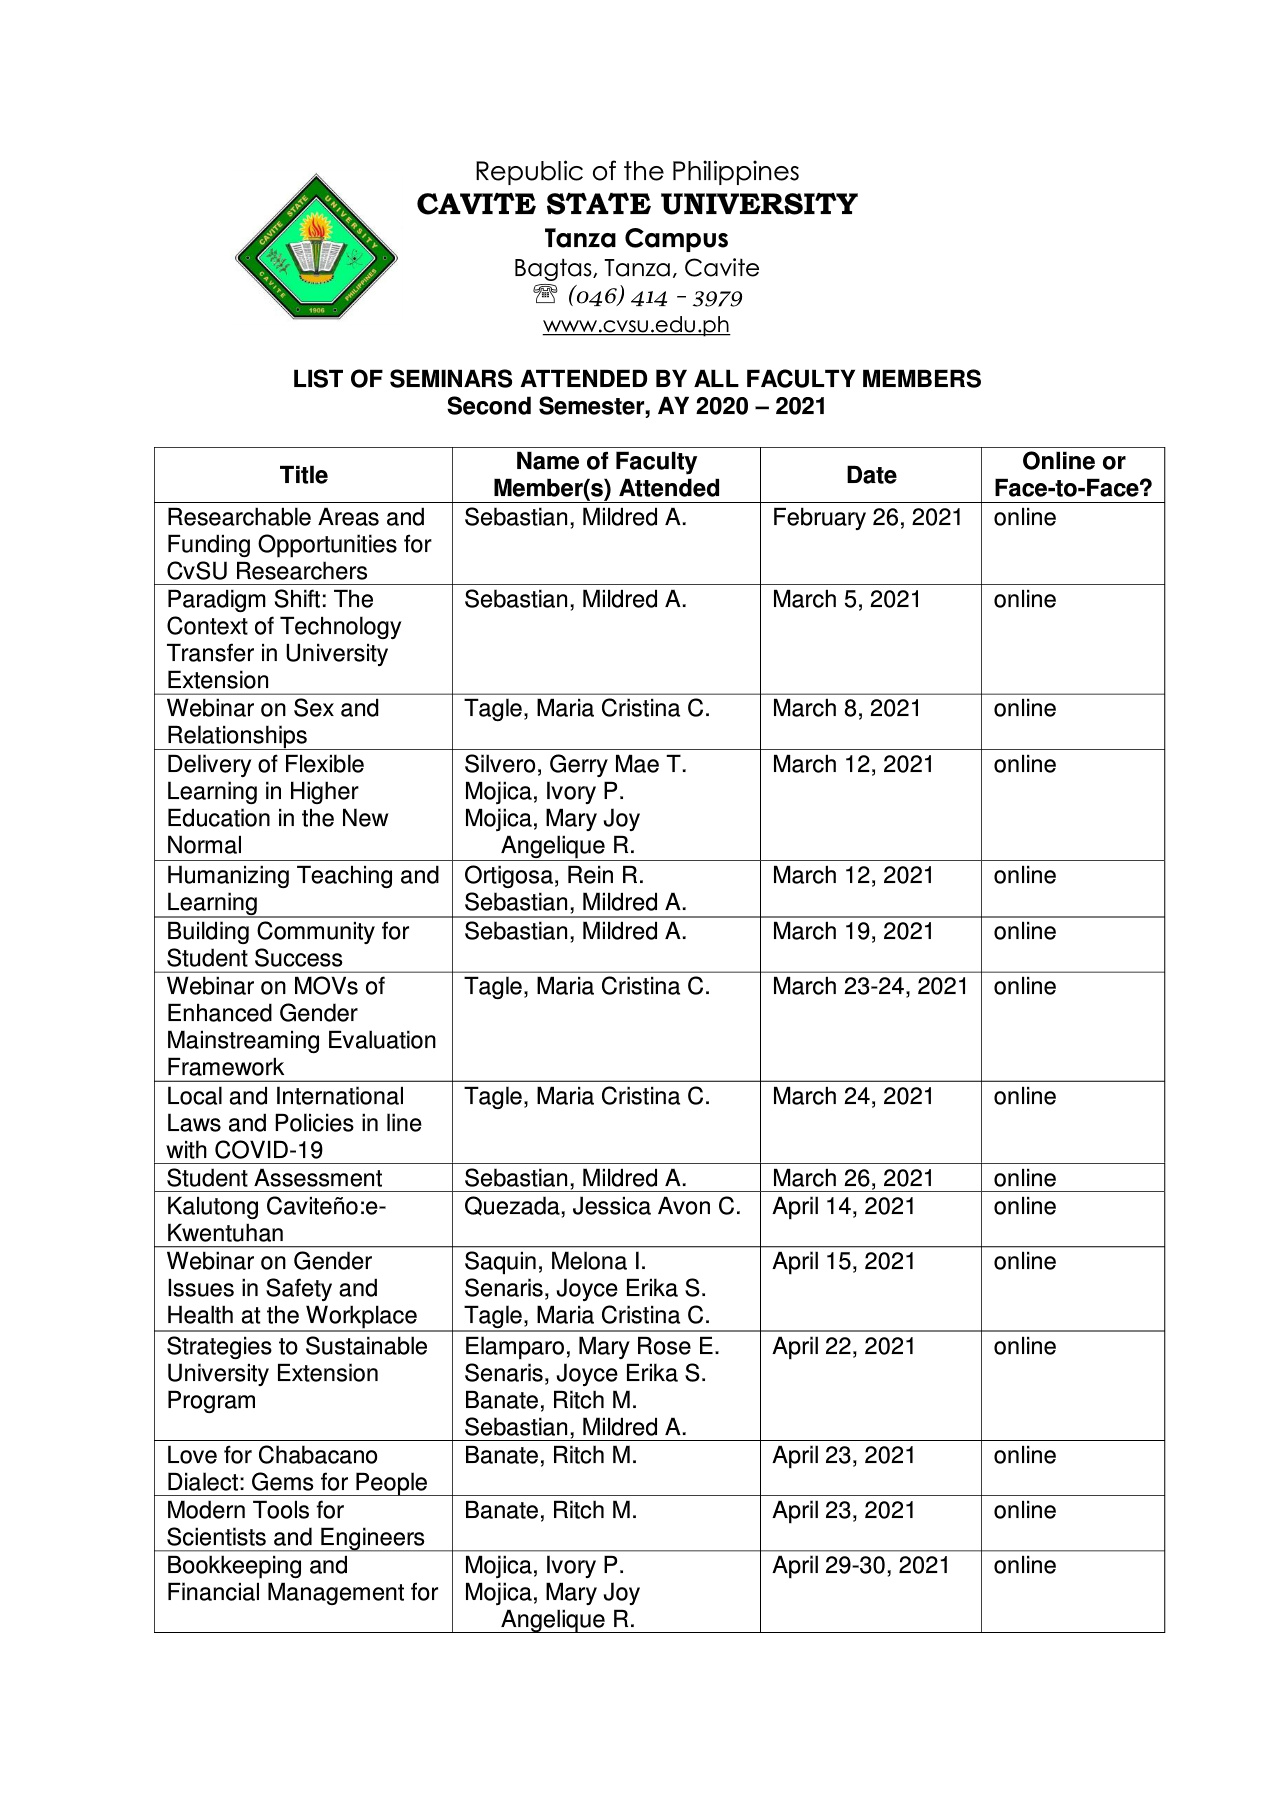 Republic of the Philippines
CAVITE STATE UNIVERSITY
Tanza Campus
Bagtas, Tanza, Cavite
☏ (046) 414 – 3979
www.cvsu.edu.ph
CAVITE STATE UNIVERSITY
CAVITE PHILIPPINES
1906
LIST OF SEMINARS ATTENDED BY ALL FACULTY MEMBERS
Second Semester, AY 2020 – 2021
Title
Name of Faculty
Member(s) Attended
Date
Online or
Face-to-Face?
Researchable Areas and
Funding Opportunities for
CvSU Researchers
Sebastian, Mildred A.
February 26, 2021
online
Paradigm Shift: The
Context of Technology
Transfer in University
Extension
Sebastian, Mildred A.
March 5, 2021
online
Webinar on Sex and
Relationships
Tagle, Maria Cristina C.
March 8, 2021
online
Delivery of Flexible
Learning in Higher
Education in the New
Normal
Silvero, Gerry Mae T.
Mojica, Ivory P.
Mojica, Mary Joy
Angelique R.
March 12, 2021
online
Humanizing Teaching and
Learning
Ortigosa, Rein R.
Sebastian, Mildred A.
March 12, 2021
online
Building Community for
Student Success
Sebastian, Mildred A.
March 19, 2021
online
Webinar on MOVs of
Enhanced Gender
Mainstreaming Evaluation
Framework
Tagle, Maria Cristina C.
March 23-24, 2021
online
Local and International
Laws and Policies in line
with COVID-19
Tagle, Maria Cristina C.
March 24, 2021
online
Student Assessment
Sebastian, Mildred A.
March 26, 2021
online
Kalutong Caviteño:e-
Kwentuhan
Quezada, Jessica Avon C.
April 14, 2021
online
Webinar on Gender
Issues in Safety and
Health at the Workplace
Saquin, Melona I.
Senaris, Joyce Erika S.
Tagle, Maria Cristina C.
April 15, 2021
online
Strategies to Sustainable
University Extension
Program
Elamparo, Mary Rose E.
Senaris, Joyce Erika S.
Banate, Ritch M.
Sebastian, Mildred A.
April 22, 2021
online
Love for Chabacano
Dialect: Gems for People
Banate, Ritch M.
April 23, 2021
online
Modern Tools for
Scientists and Engineers
Banate, Ritch M.
April 23, 2021
online
Bookkeeping and
Financial Management for
Mojica, Ivory P.
Mojica, Mary Joy
Angelique R.
April 29-30, 2021
online